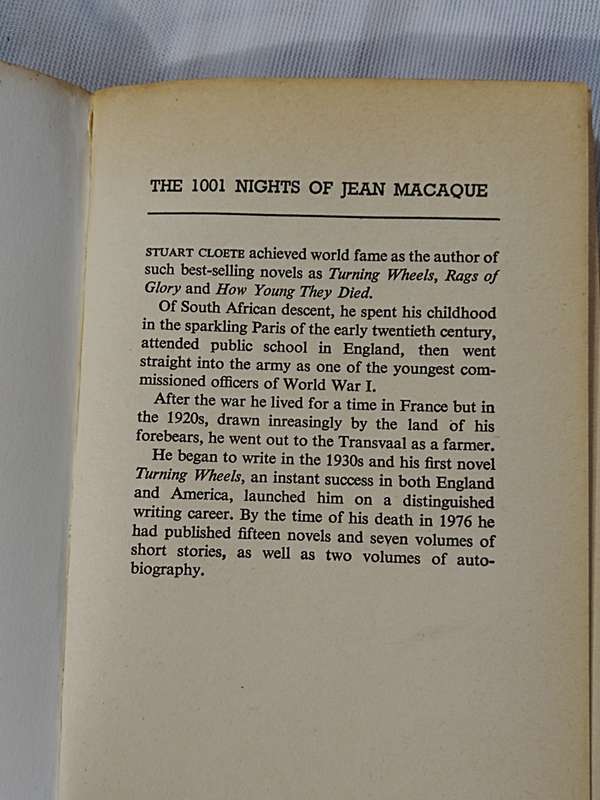 THE 1001 NIGHTS OF JEAN MACAQUE
STUART CLOETE achieved world fame as the author of
such best-selling novels as Turning Wheels, Rags of
Glory and How Young They Died.
Of South African descent, he spent his childhood
in the sparkling Paris of the early twentieth century,
attended public school in England, then went
straight into the army as one of the youngest com-
missioned officers of World War I.
After the war he lived for a time in France but in
the 1920s, drawn inreasingly by the land of his
forebears, he went out to the Transvaal as a farmer.
He began to write in the 1930s and his first novel
Turning Wheels, an instant success in both England
and America, launched him on a distinguished
writing career. By the time of his death in 1976 he
had published fifteen novels and seven volumes of
short stories, as well as two volumes of auto-
biography.